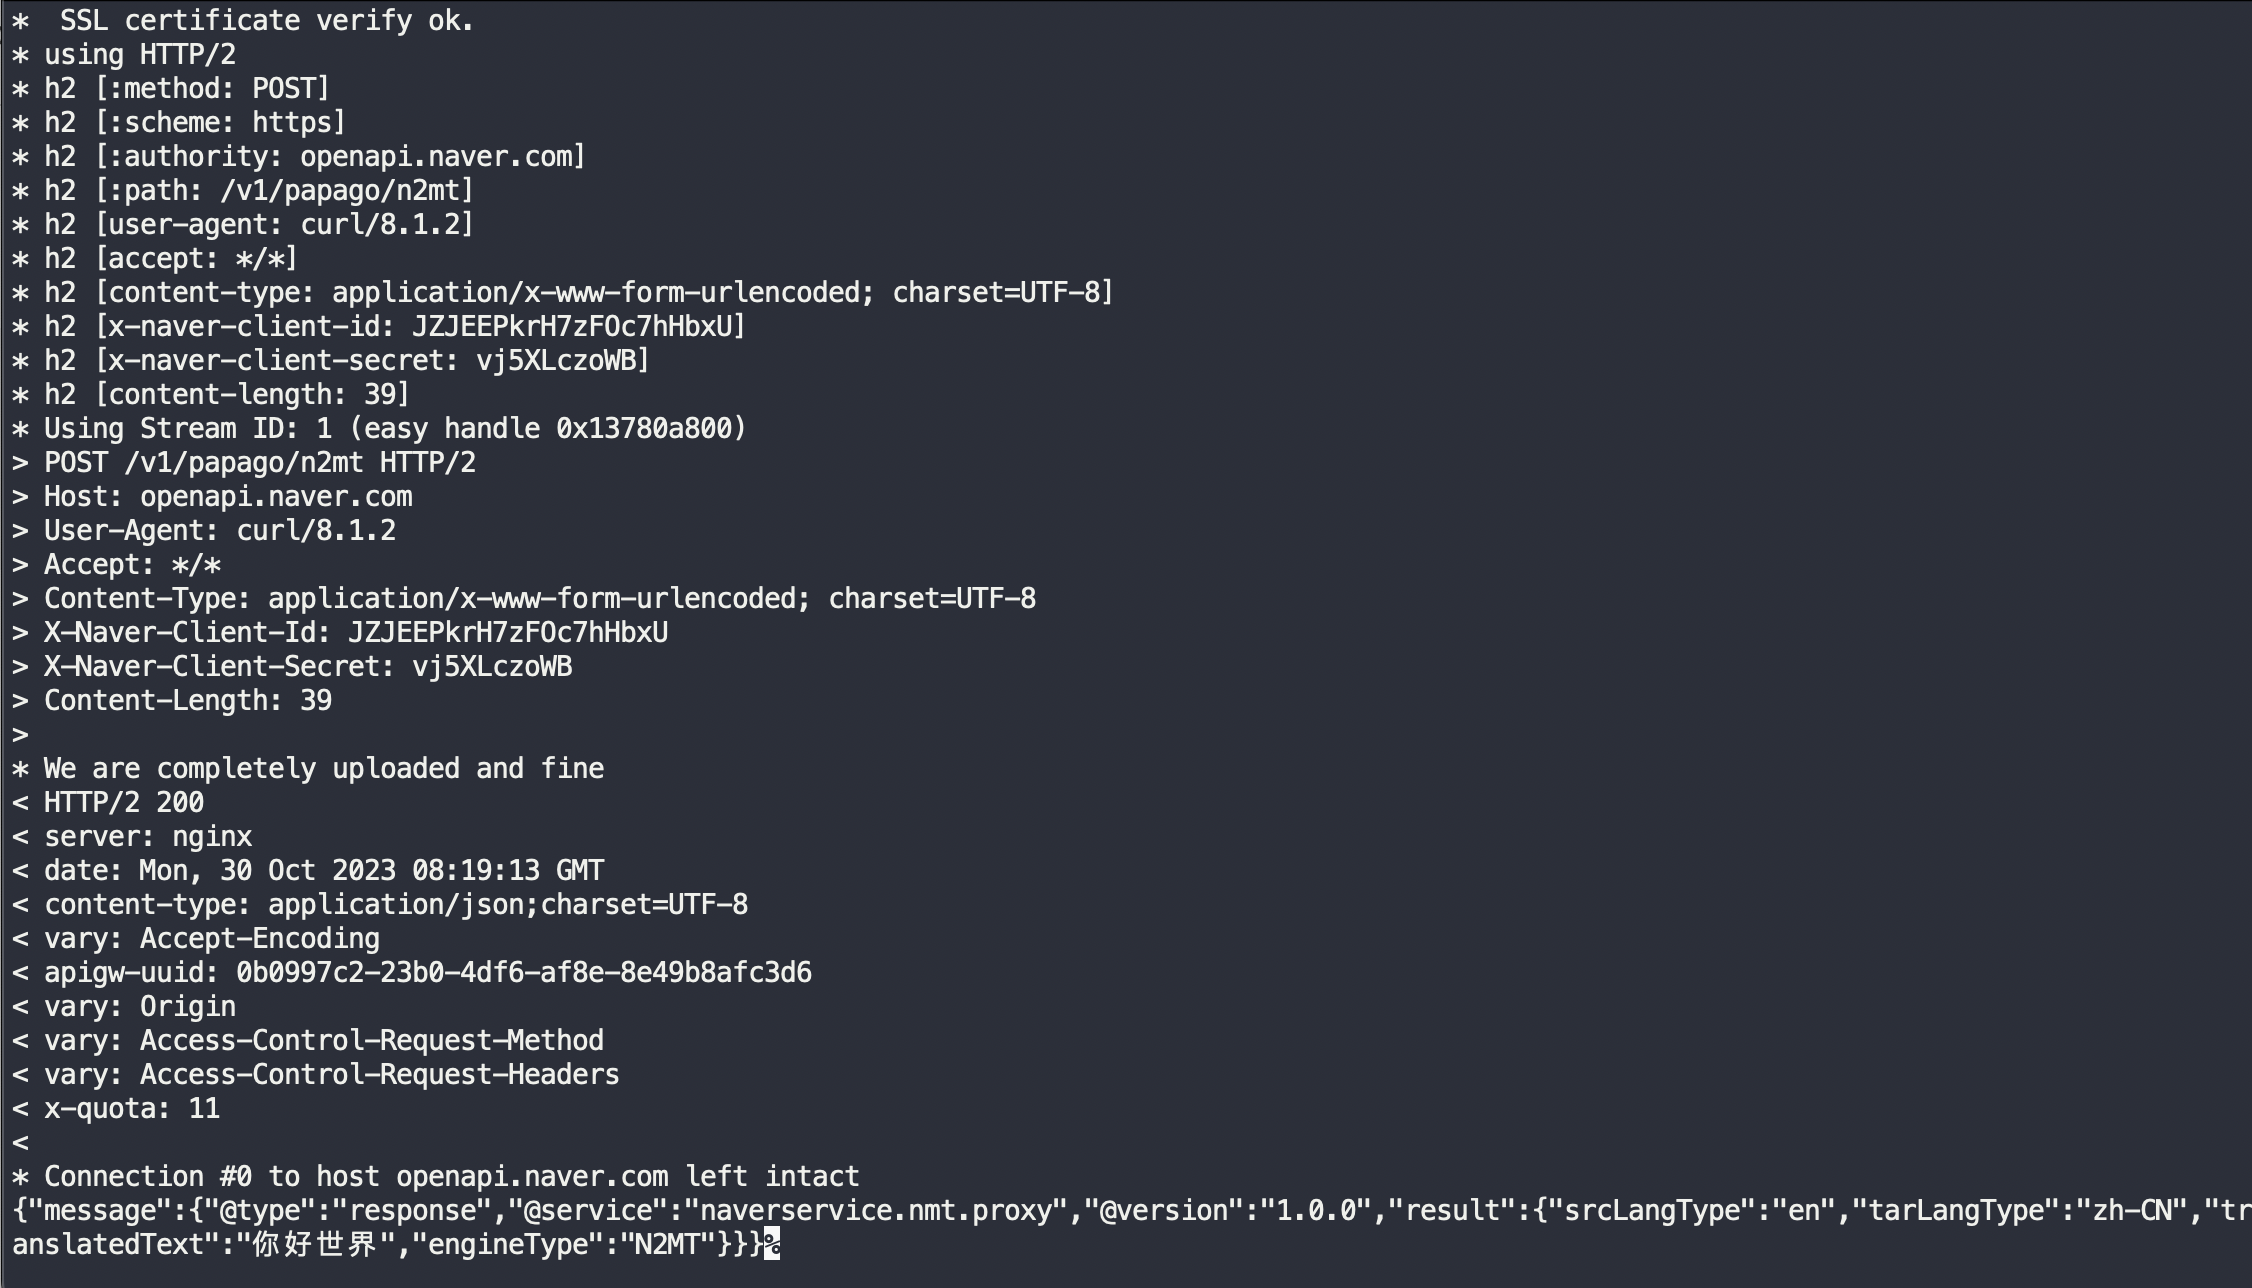 *  SSL certificate verify ok.
* using HTTP/2
* h2 [:method: POST]
* h2 [:scheme: https]
* h2 [:authority: openapi.naver.com]
* h2 [:path: /v1/papago/n2mt]
* h2 [user-agent: curl/8.1.2]
* h2 [accept: */*]
* h2 [content-type: application/x-www-form-urlencoded; charset=UTF-8]
* h2 [x-naver-client-id: JZJEEPkrH7zFOc7hHbxU]
* h2 [x-naver-client-secret: vj5XLczoWB]
* h2 [content-length: 39]
* Using Stream ID: 1 (easy handle 0x13780a800)
> POST /v1/papago/n2mt HTTP/2
> Host: openapi.naver.com
> User-Agent: curl/8.1.2
> Accept: */*
> Content-Type: application/x-www-form-urlencoded; charset=UTF-8
> X-Naver-Client-Id: JZJEEPkrH7zFOc7hHbxU
> X-Naver-Client-Secret: vj5XLczoWB
> Content-Length: 39
>
* We are completely uploaded and fine
< HTTP/2 200
< server: nginx
< date: Mon, 30 Oct 2023 08:19:13 GMT
< content-type: application/json;charset=UTF-8
< vary: Accept-Encoding
< apigw-uuid: 0b0997c2-23b0-4df6-af8e-8e49b8afc3d6
< vary: Origin
< vary: Access-Control-Request-Method
< vary: Access-Control-Request-Headers
< x-quota: 11
<
* Connection #0 to host openapi.naver.com left intact
{"message":{"@type":"response","@service":"naverservice.nmt.proxy","@version":"1.0.0","result":{"srcLangType":"en","tarLangType":"zh-CN","tr
anslatedText":"你好世界","engineType":"N2MT"}}}%